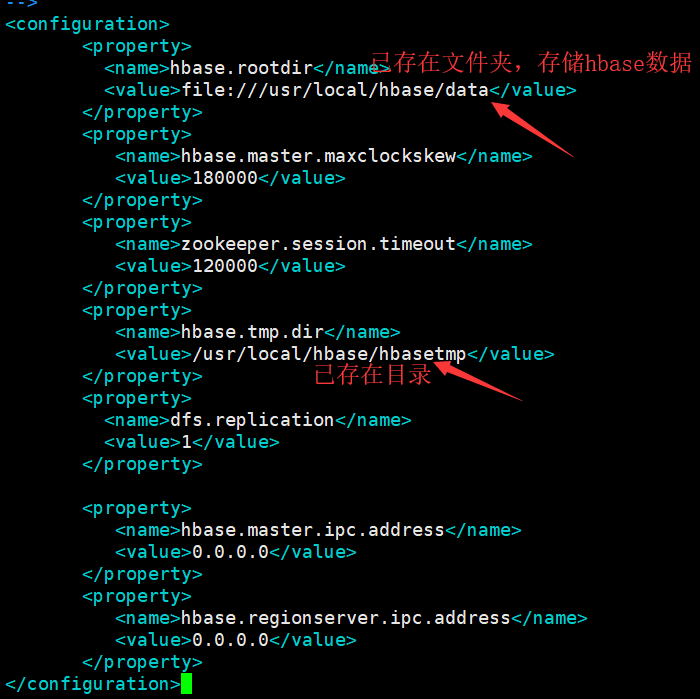 -->
<configuration>
<property>
<name>hbase.rootdir</name>
已存在文件夹，存储hbase数据
<value>file:///usr/local/hbase/data</value>
</property>
<property>
<name>hbase.master.maxclockskew</name>
<value>180000</value>
</property>
<property>
<name>zookeeper.session.timeout</name>
<value>120000</value>
</property>
<property>
<name>hbase.tmp.dir</name>
<value>/usr/local/hbase/hbasetmp</value>
已存在目录
</property>
<property>
<name>dfs.replication</name>
<value>1</value>
</property>
<property>
<name>hbase.master.ipc.address</name>
<value>0.0.0.0</value>
</property>
<property>
<name>hbase.regionserver.ipc.address</name>
<value>0.0.0.0</value>
</property>
</configuration>